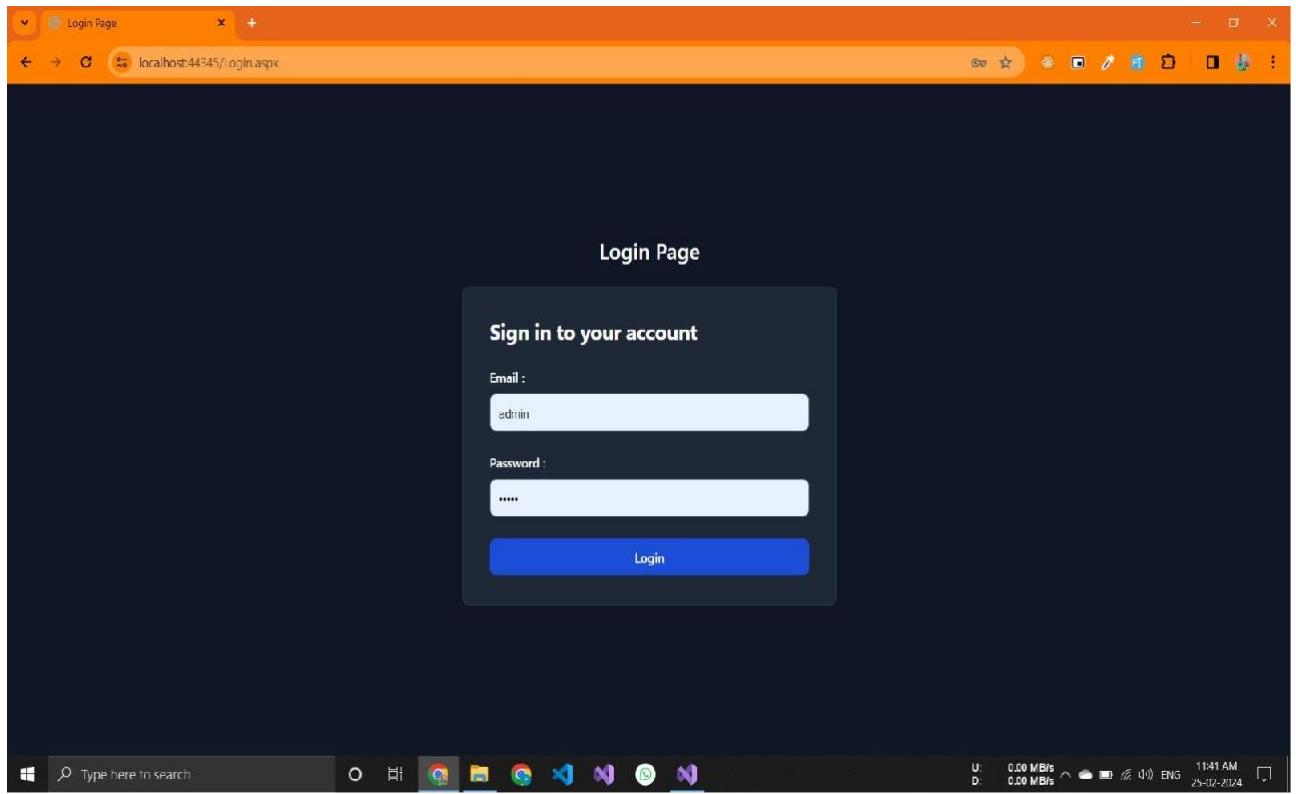 Login Page
localhost:44345/Login.aspx
Login Page
Sign in to your account
Email :
admin
Password :
•••••
Login
Type here to search
U: 0.00 MB/s
D: 0.00 MB/s
ENG
11:41 AM
25-02-2024